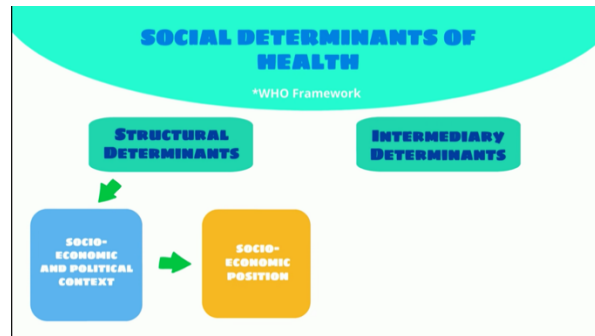 SOCIAL DETERMINANTS OF
HEALTH
*WHO Framework
STRUCTURAL
DETERMINANTS
INTERMEDIARY
DETERMINANTS
SOCIO-
ECONOMIC
AND POLITICAL
CONTEXT
SOCIO-
ECONOMIC
POSITION